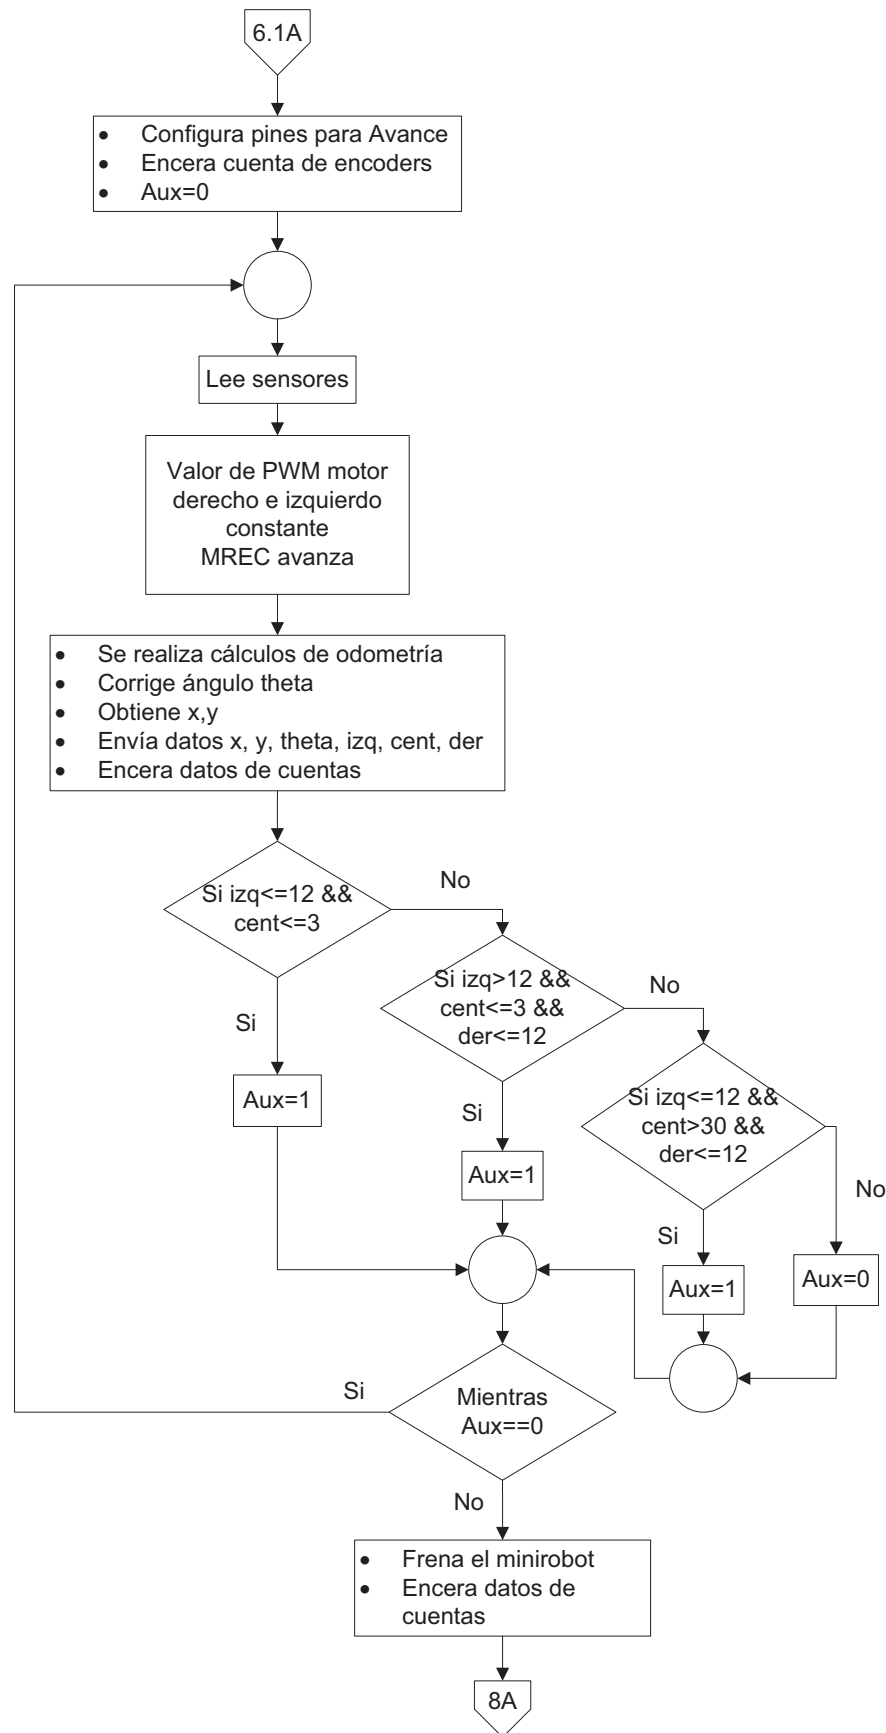 6.1A
• Configura pines para Avance
• Encera cuenta de encoders
• Aux=0
Lee sensores
Valor de PWM motor
derecho e izquierdo
constante
MREC avanza
• Se realiza cálculos de odometría
• Corrige ángulo theta
• Obtiene x,y
• Envía datos x, y, theta, izq, cent, der
• Encera datos de cuentas
Si izq<=12 &&
cent<=3
No
Si
Aux=1
Si izq>12 &&
cent<=3 &&
der<=12
No
Si
Aux=1
Si izq<=12 &&
cent>30 &&
der<=12
No
Si
Aux=1
Aux=0
Mientras
Aux==0
Si
No
• Frena el minirobot
• Encera datos de
cuentas
8A